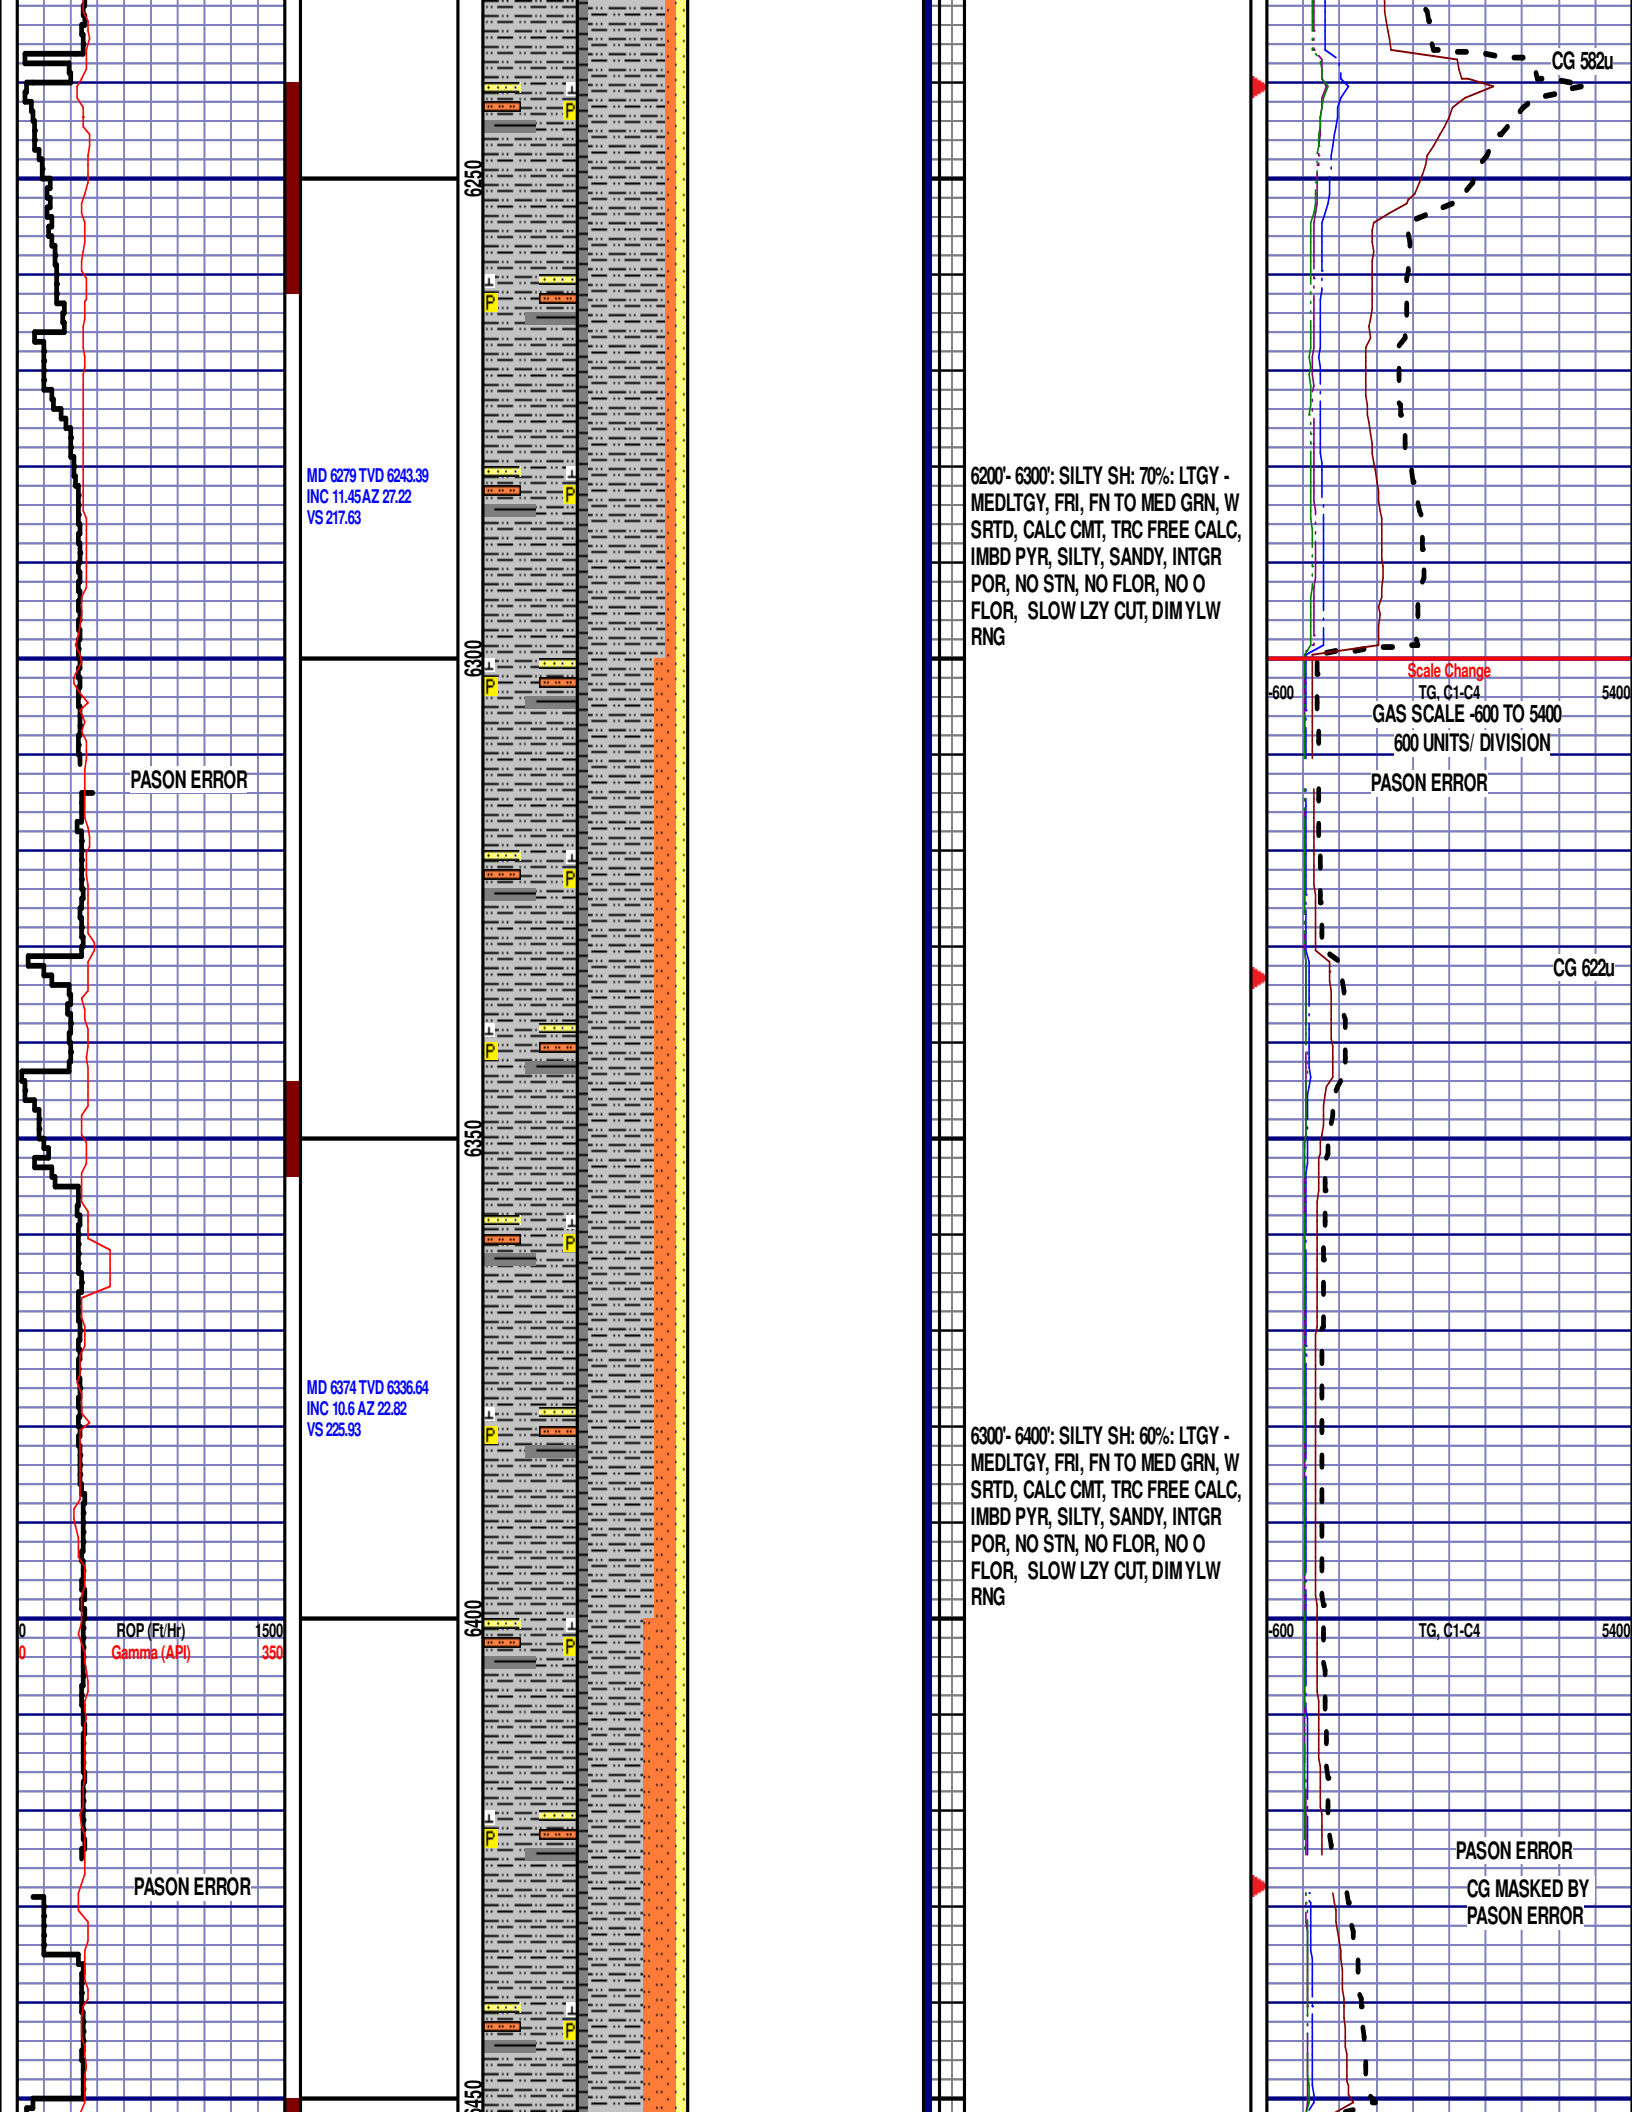 CG 582u
6250
MD 6279 TVD 6243.39
INC 11.45 AZ 27.22
VS 217.63
6200'- 6300': SILTY SH: 70%: LTGY -
MEDLTGY, FRI, FN TO MED GRN, W
SRTD, CALC CMT, TRC FREE CALC,
IMBD PYR, SILTY, SANDY, INTGR
POR, NO STN, NO FLOR, NO O
FLOR, SLOW LZY CUT, DIM YLW
RNG
6300
Scale Change
-600 TG, C1-C4 5400
GAS SCALE -600 TO 5400
600 UNITS/ DIVISION
PASON ERROR
PASON ERROR
CG 622u
6350
MD 6374 TVD 6336.64
INC 10.6 AZ 22.82
VS 225.93
6300'- 6400': SILTY SH: 60%: LTGY -
MEDLTGY, FRI, FN TO MED GRN, W
SRTD, CALC CMT, TRC FREE CALC,
IMBD PYR, SILTY, SANDY, INTGR
POR, NO STN, NO FLOR, NO O
FLOR, SLOW LZY CUT, DIM YLW
RNG
6400
0 ROP (Ft/Hr) 1500
0 Gamma (API) 350
-600 TG, C1-C4 5400
PASON ERROR
PASON ERROR
CG MASKED BY
PASON ERROR
6450
P
P
P
P
P
P
P
P
P
P
P